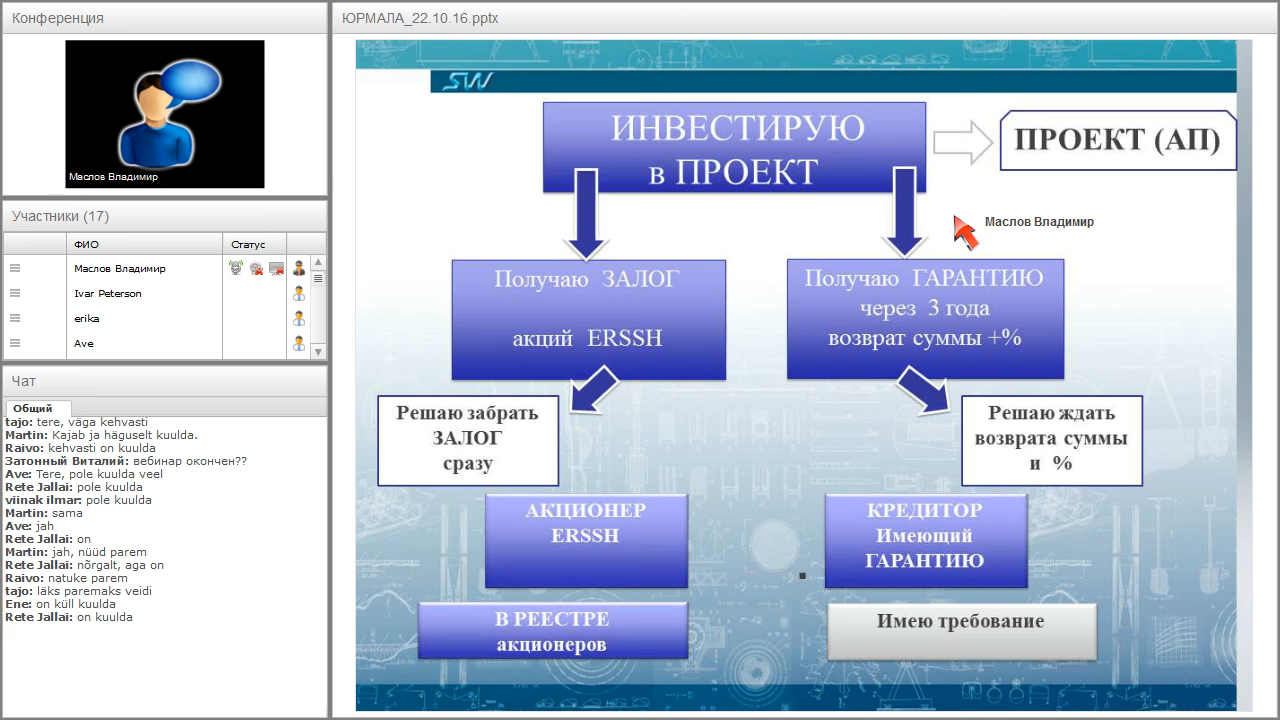 Конференция
Маслов Владимир
Участники (17)
ФИО
Статус
Маслов Владимир
Ivar Peterson
erika
Ave
Чат
Общий
tajo: tere, väga kehvasti
Martin: Kajab ja häguselt kuulda.
Raivo: kehvasti on kuulda
Затонный Виталий: вебинар окончен??
Ave: Tere, pole kuulda veel
Rete Jallai: pole kuulda
viinak ilmar: pole kuulda
Martin: sama
Ave: jah
Rete Jallai: on
Martin: jah, nüüd parem
Rete Jallai: nõrgalt, aga on
Raivo: natuke parem
tajo: läks paremaks veidi
Ene: on küll kuulda
Rete Jallai: on kuulda
ЮРМАЛА_22.10.16.pptx
SW
ИНВЕСТИРУЮ
в ПРОЕКТ
ПРОЕКТ (АП)
Маслов Владимир
Получаю ЗАЛОГ
акций ERSSH
Получаю ГАРАНТИЮ
через 3 года
возврат суммы +%
Решаю забрать
ЗАЛОГ
сразу
Решаю ждать
возврата суммы
и %
АКЦИОНЕР
ERSSH
КРЕДИТОР
Имеющий
ГАРАНТИЮ
В РЕЕСТРЕ
акционеров
Имею требование